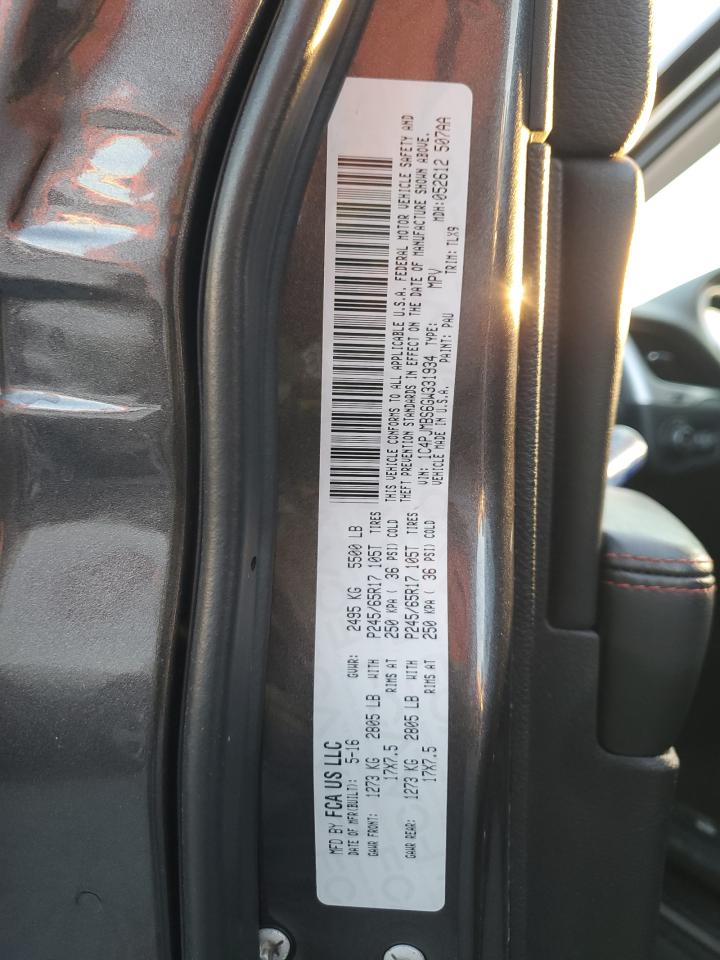 MFD BY FCA US LLC
DATE OF MFR(BUILT): 5-16 GVWR: 2495 KG 5500 LB
GAWR FRONT: 1273 KG 2805 LB WITH P245/65R17 105T TIRES
17X7.5 RIMS AT 250 KPA ( 36 PSI) COLD
GAWR REAR: 1273 KG 2805 LB WITH P245/65R17 105T TIRES
17X7.5 RIMS AT 250 KPA ( 36 PSI) COLD
THIS VEHICLE CONFORMS TO ALL APPLICABLE U.S.A. FEDERAL MOTOR VEHICLE SAFETY AND
THEFT PREVENTION STANDARDS IN EFFECT ON THE DATE OF MANUFACTURE SHOWN ABOVE.
VIN: 1C4PJMBS6GW331934 TYPE: MPV MDH:052612 507AA
VEHICLE MADE IN U.S.A. PAINT: PAU TRIM: TLX9